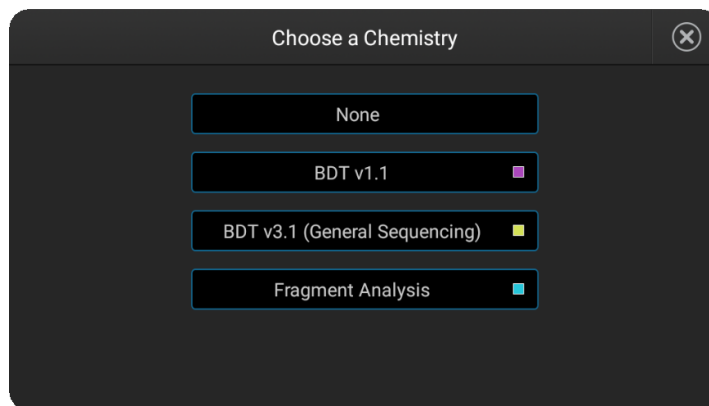 Choose a Chemistry
None
BDT v1.1
BDT v3.1 (General Sequencing)
Fragment Analysis